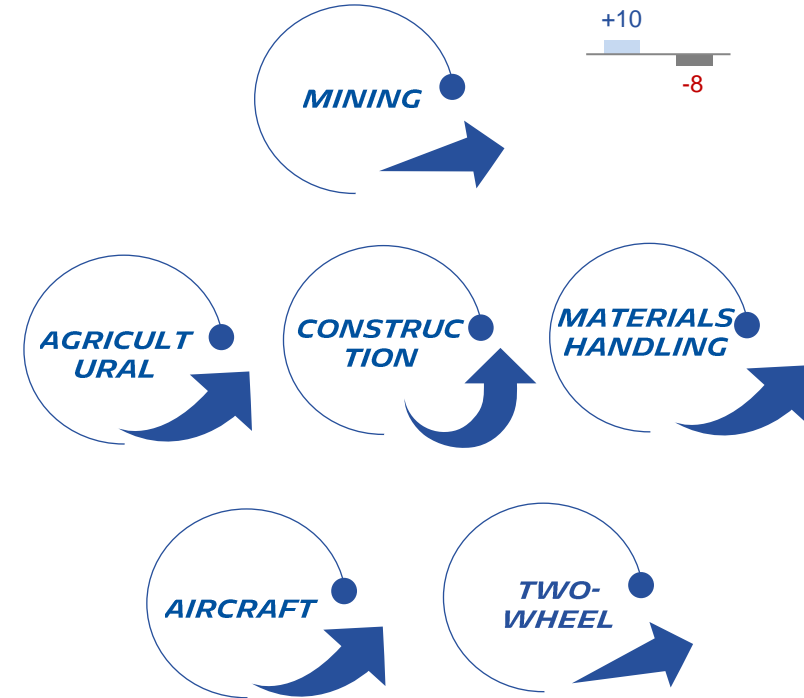 +10
MINING
-8
AGRICULT
URAL
CONSTRUC
TION
MATERIALS
HANDLING
AIRCRAFT
TWO-
WHEEL